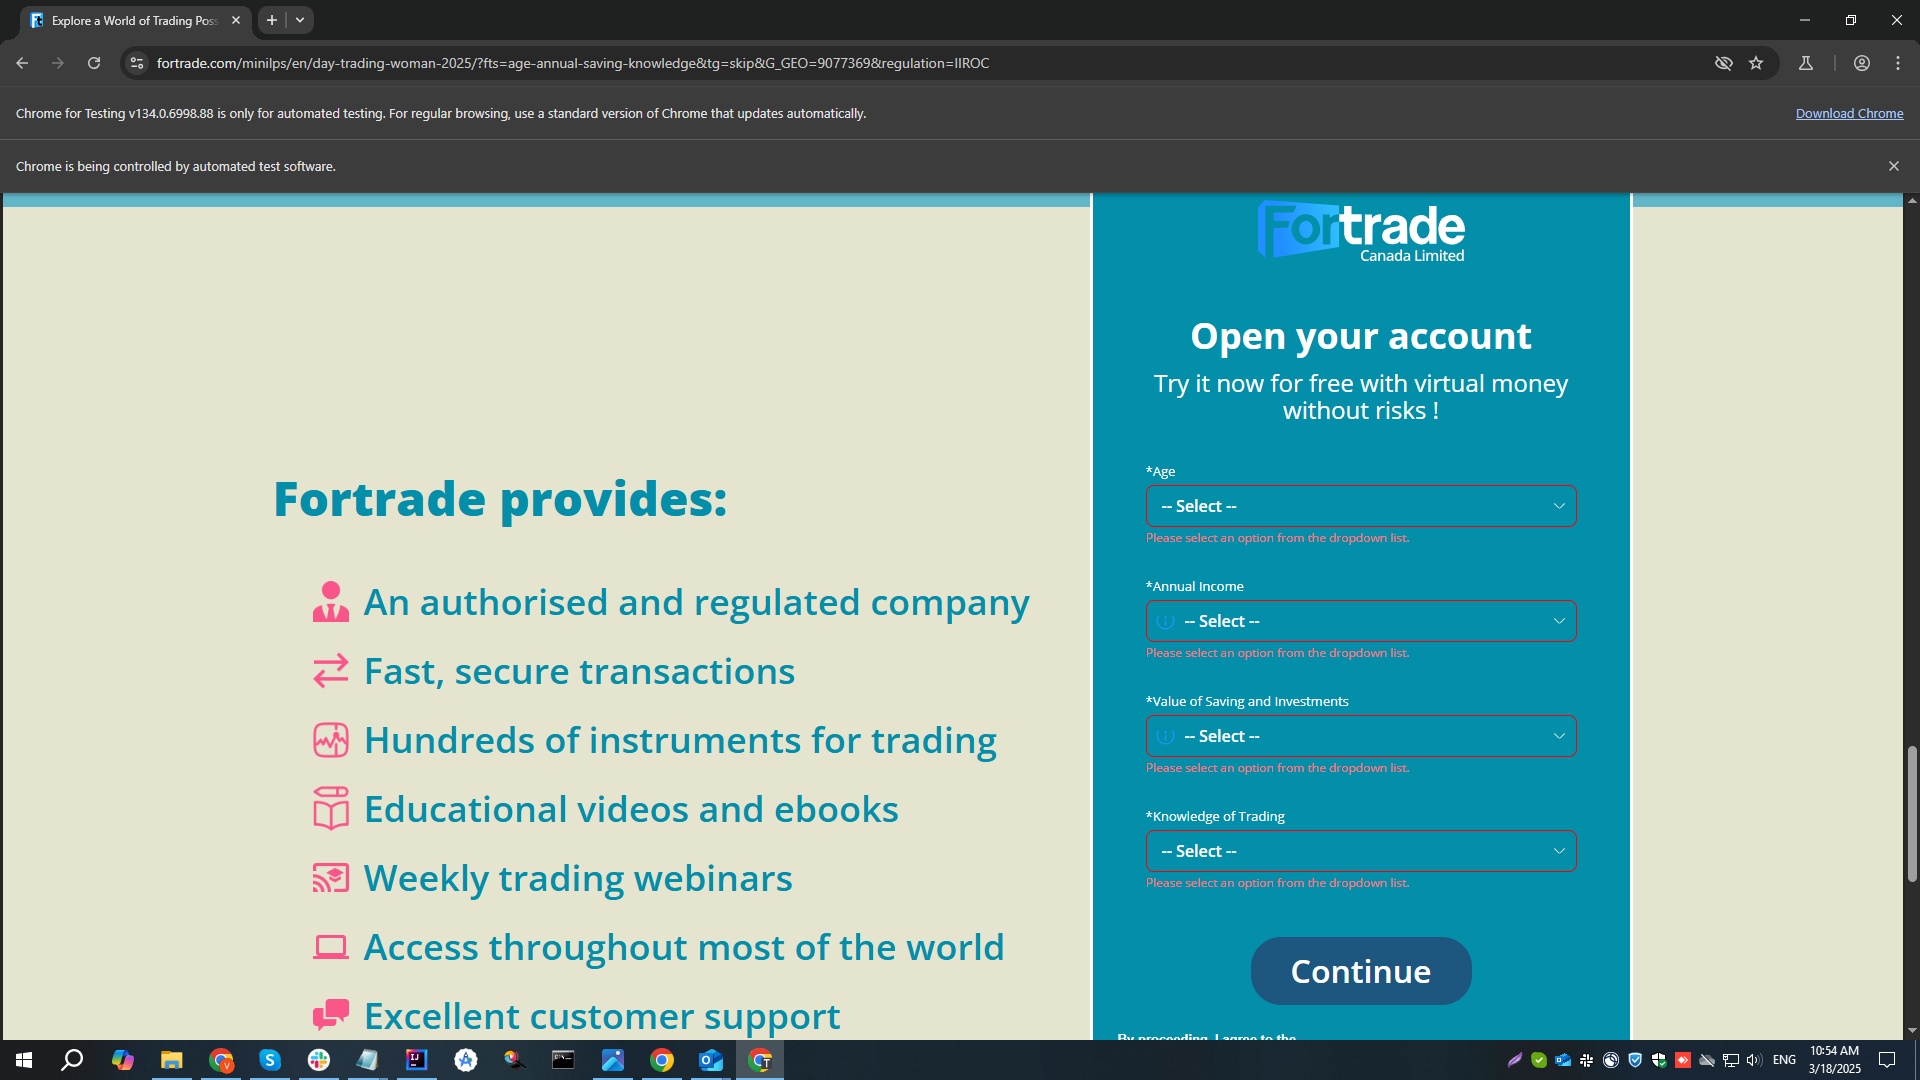 Explore a World of Trading Poss
fortrade.com/minilps/en/day-trading-woman-2025/?fts=age-annual-saving-knowledge&tg=skip&G_GEO=9077369&regulation=IIROC
Chrome for Testing v134.0.6998.88 is only for automated testing. For regular browsing, use a standard version of Chrome that updates automatically.
Download Chrome
Chrome is being controlled by automated test software.
Fortrade
Canada Limited
Open your account
Try it now for free with virtual money
without risks !
*Age
-- Select --
Please select an option from the dropdown list.
*Annual Income
-- Select --
Please select an option from the dropdown list.
*Value of Saving and Investments
-- Select --
Please select an option from the dropdown list.
*Knowledge of Trading
-- Select --
Please select an option from the dropdown list.
Continue
By proceeding, I agree to the
Fortrade provides:
An authorised and regulated company
Fast, secure transactions
Hundreds of instruments for trading
Educational videos and ebooks
Weekly trading webinars
Access throughout most of the world
Excellent customer support
ENG
10:54 AM
3/18/2025